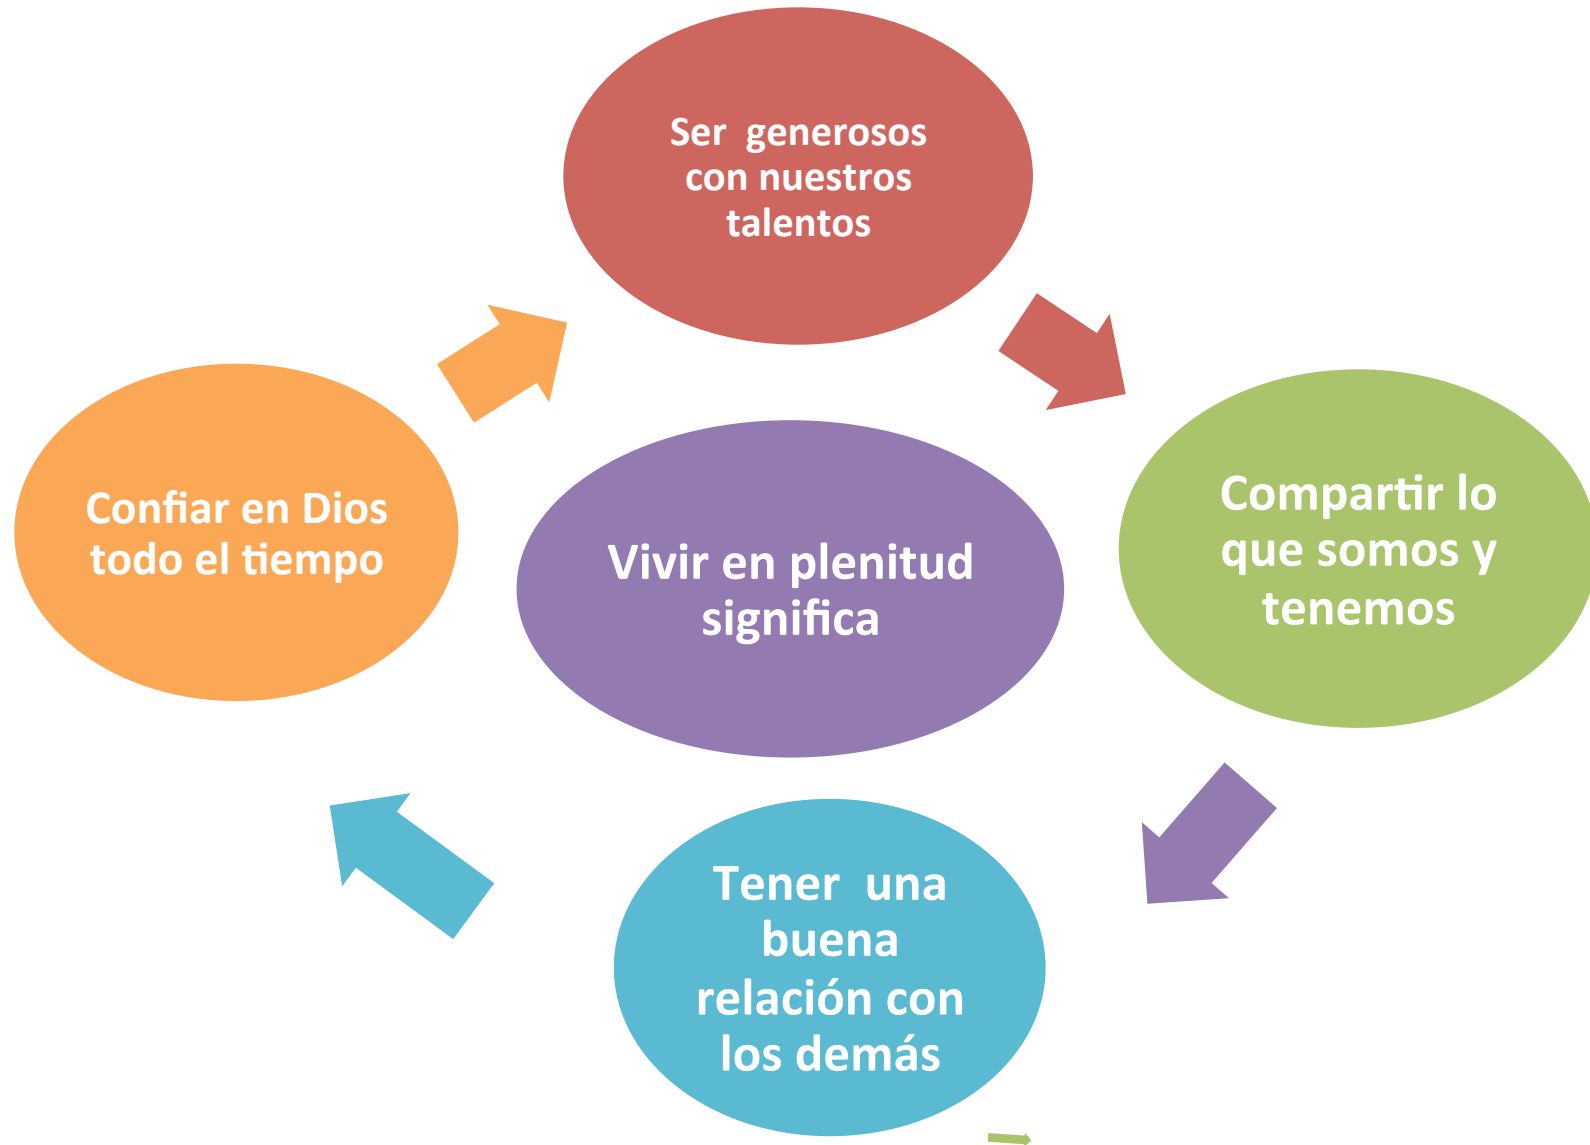 Ser generosos
con nuestros
talentos
Confiar en Dios
todo el tiempo
Vivir en plenitud
significa
Compartir lo
que somos y
tenemos
Tener una
buena
relación con
los demás